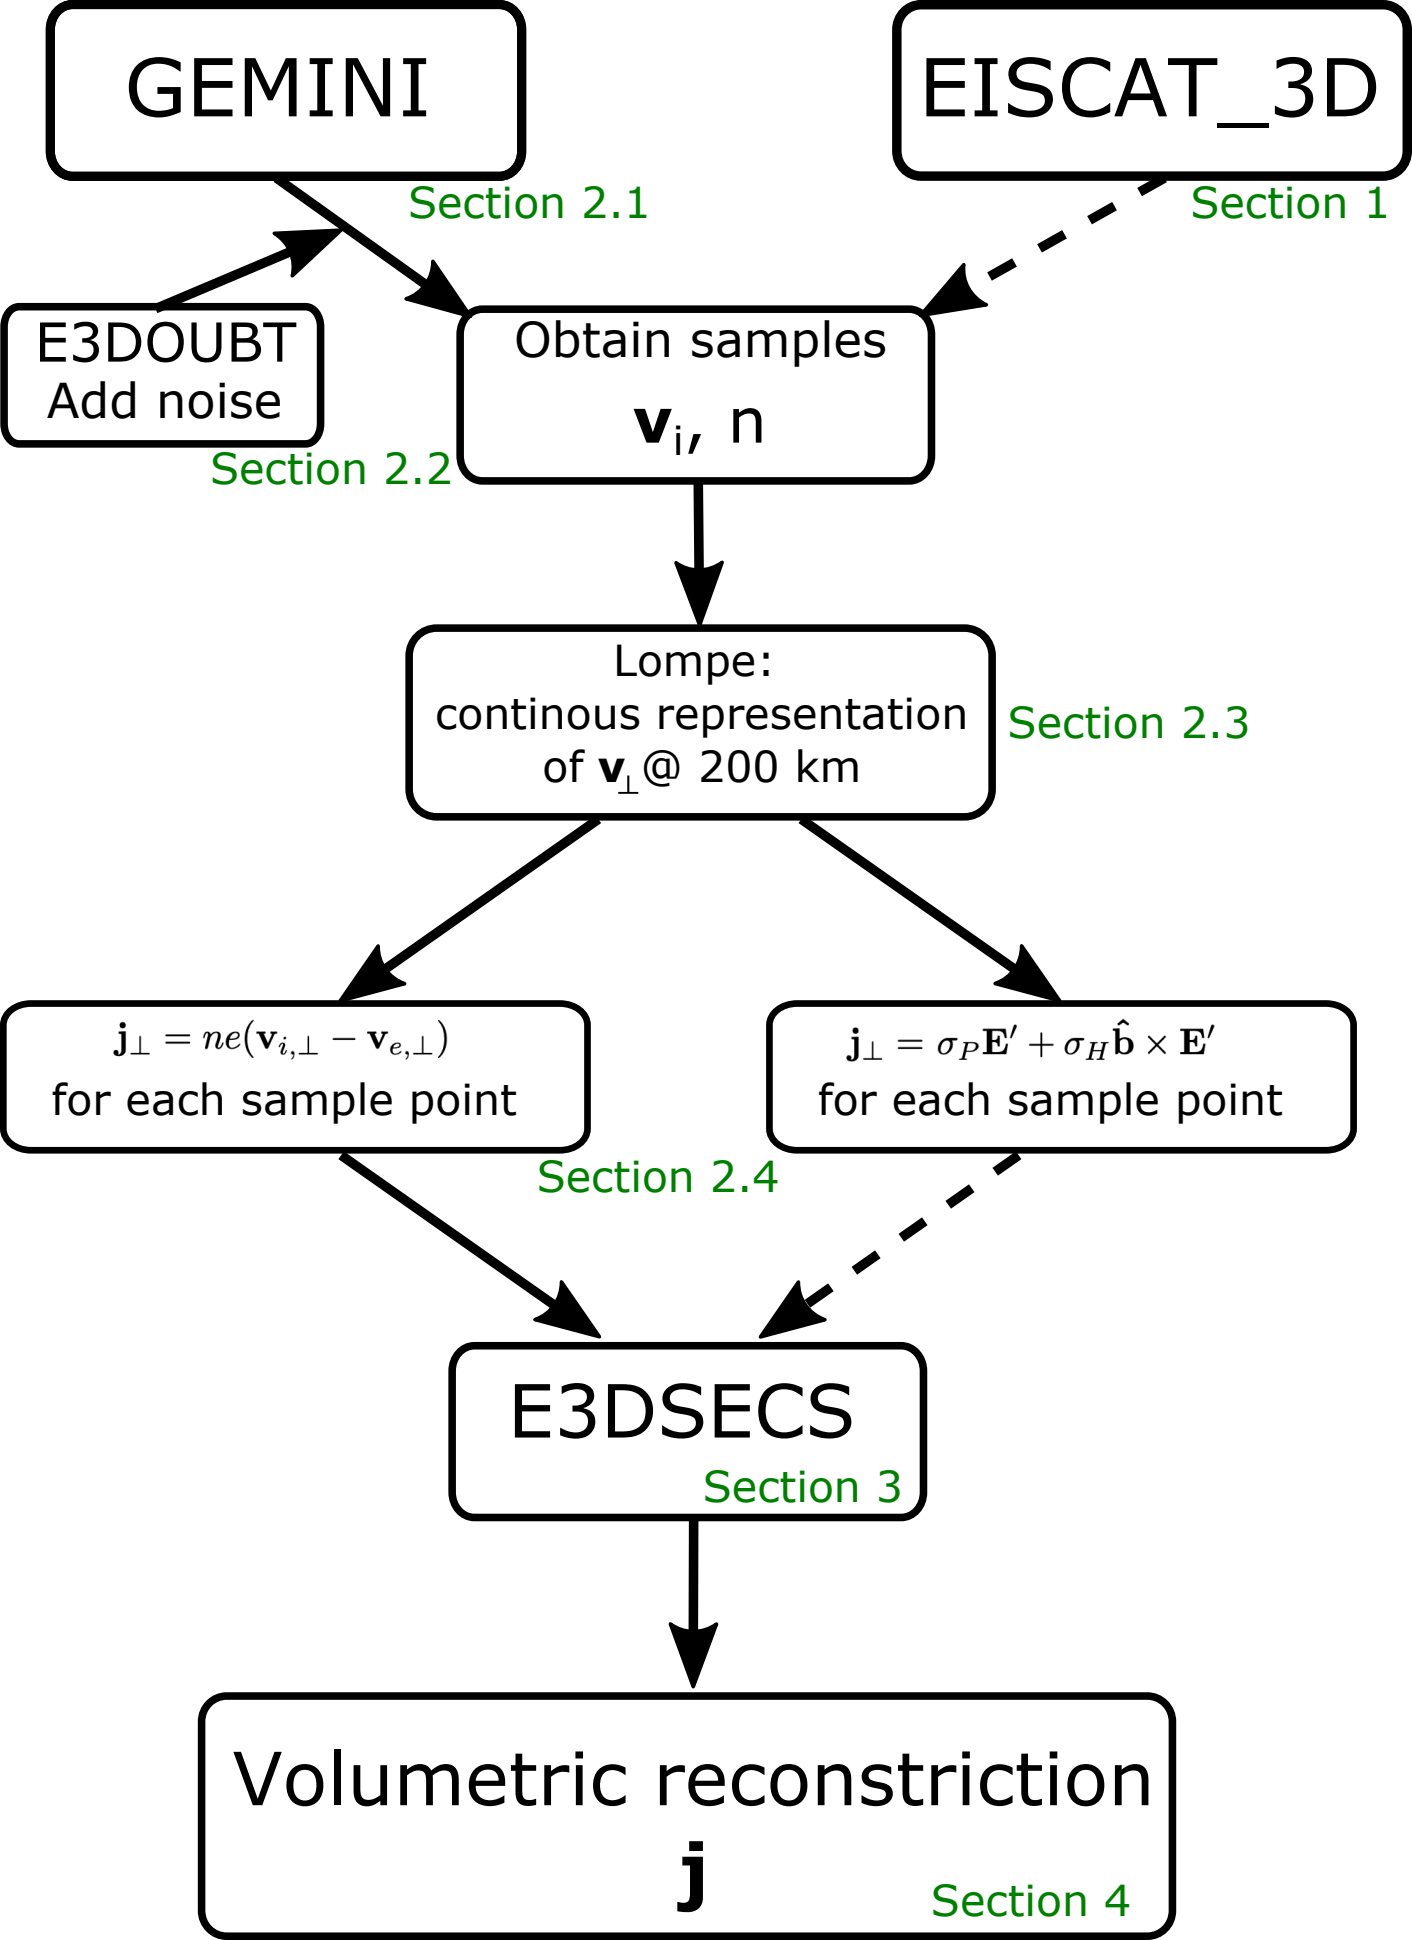 GEMINI
EISCAT_3D
Section 2.1
Section 1
E3DOUBT
Add noise
Section 2.2
Obtain samples
vᵢ, n
Lompe:
continous representation
of v⊥@ 200 km
Section 2.3
j⊥ = ne(vᵢ,⊥ − vₑ,⊥)
for each sample point
j⊥ = σ_P E′ + σ_H b̂ × E′
for each sample point
Section 2.4
E3DSECS
Section 3
Volumetric reconstriction
j
Section 4